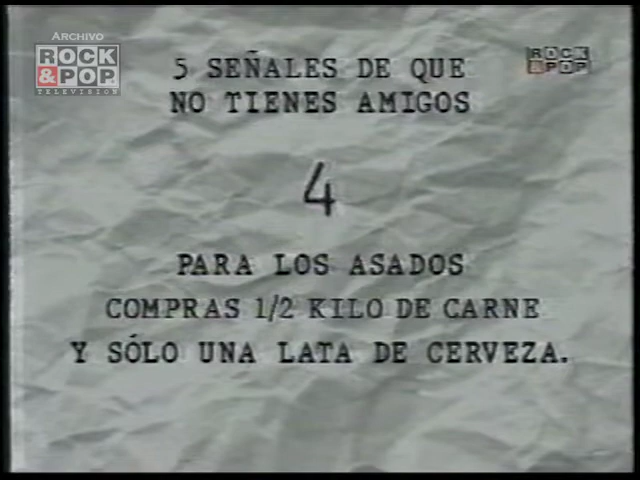 Archivo
ROCK
&POP
TELEVISIÓN
ROCK
&POP
5 SEÑALES DE QUE
NO TIENES AMIGOS
4
PARA LOS ASADOS
COMPRAS 1/2 KILO DE CARNE
Y SÓLO UNA LATA DE CERVEZA.